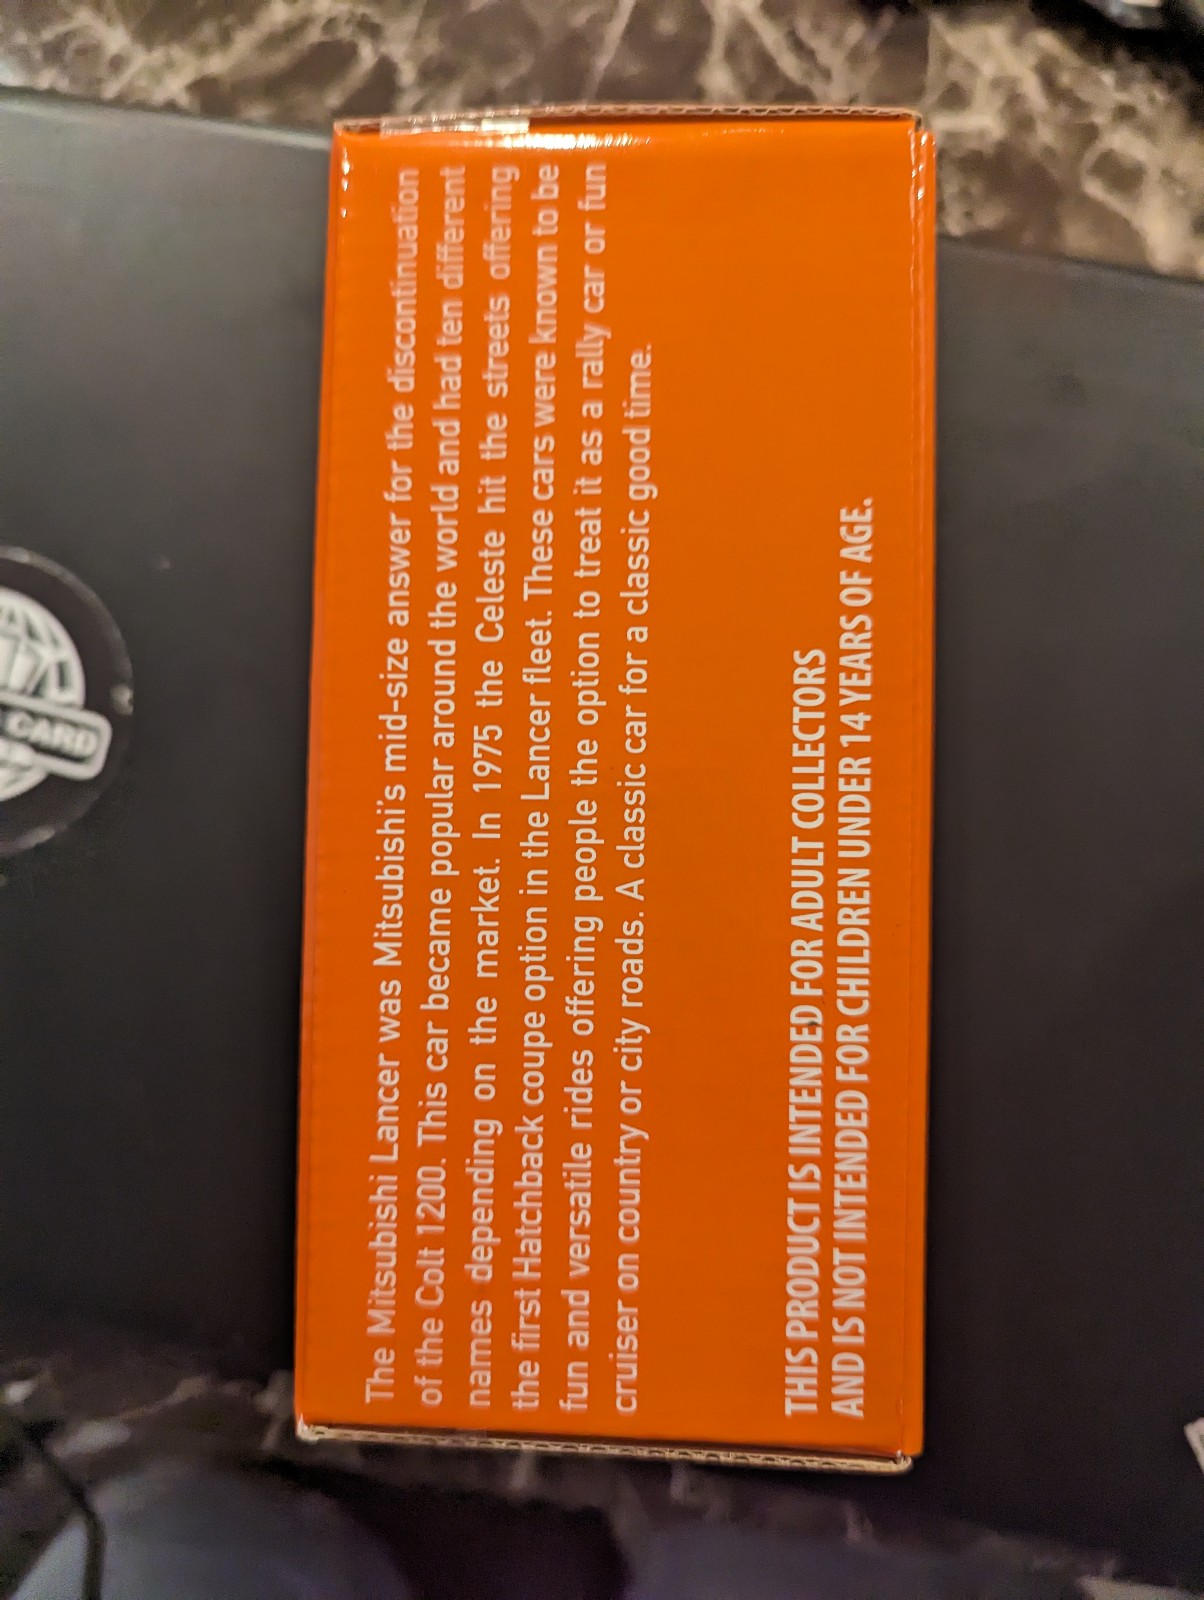 The Mitsubishi Lancer was Mitsubishi's mid-size answer for the discontinuation
of the Colt 1200. This car became popular around the world and had ten different
names depending on the market. In 1975 the Celeste hit the streets offering
the first Hatchback coupe option in the Lancer fleet. These cars were known to be
fun and versatile rides offering people the option to treat it as a rally car or fun
cruiser on country or city roads. A classic car for a classic good time.
THIS PRODUCT IS INTENDED FOR ADULT COLLECTORS
AND IS NOT INTENDED FOR CHILDREN UNDER 14 YEARS OF AGE.
CARD